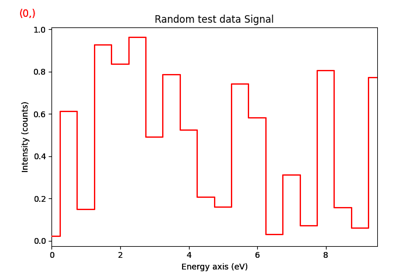 (0,)
Random test data Signal
1.0
0.8
0.6
0.4
0.2
0.0
Intensity (counts)
0 2 4 6 8
Energy axis (eV)